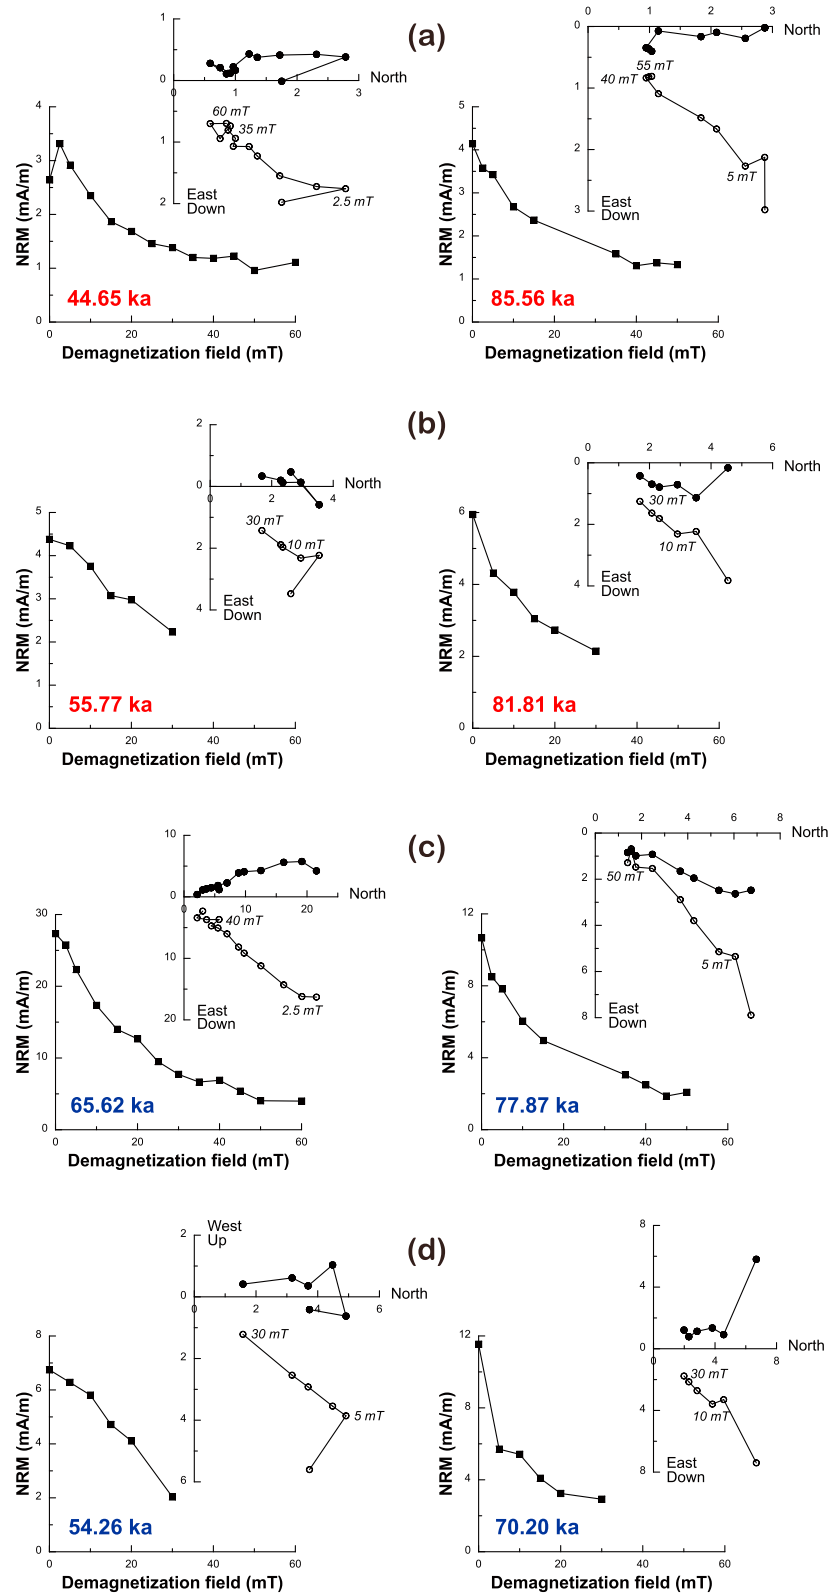 (a)
1
0
0
1
2
3
North
60 mT
35 mT
1
2
2.5 mT
East
Down
4
3
2
1
0
NRM (mA/m)
44.65 ka
0
20
40
60
Demagnetization field (mT)
0
1
2
3
0
North
55 mT
40 mT
1
2
5 mT
3
East
Down
5
4
3
2
1
0
NRM (mA/m)
85.56 ka
0
20
40
60
Demagnetization field (mT)
(b)
2
0
0
2
4
North
30 mT
10 mT
2
4
East
Down
5
4
3
2
1
0
NRM (mA/m)
55.77 ka
0
20
40
60
Demagnetization field (mT)
0
2
4
6
0
North
30 mT
2
10 mT
4
East
Down
6
4
2
0
NRM (mA/m)
81.81 ka
0
20
40
60
Demagnetization field (mT)
(c)
10
0
0
10
20
North
40 mT
10
20
2.5 mT
East
Down
30
20
10
0
NRM (mA/m)
65.62 ka
0
20
40
60
Demagnetization field (mT)
0
2
4
6
8
0
North
50 mT
2
4
5 mT
6
8
East
Down
12
8
4
0
NRM (mA/m)
77.87 ka
0
20
40
60
Demagnetization field (mT)
(d)
2
West
Up
0
0
2
4
6
North
30 mT
2
4
5 mT
6
8
6
4
2
0
NRM (mA/m)
54.26 ka
0
20
40
60
Demagnetization field (mT)
8
4
0
0
4
8
North
30 mT
10 mT
4
8
East
Down
12
8
4
0
NRM (mA/m)
70.20 ka
0
20
40
60
Demagnetization field (mT)